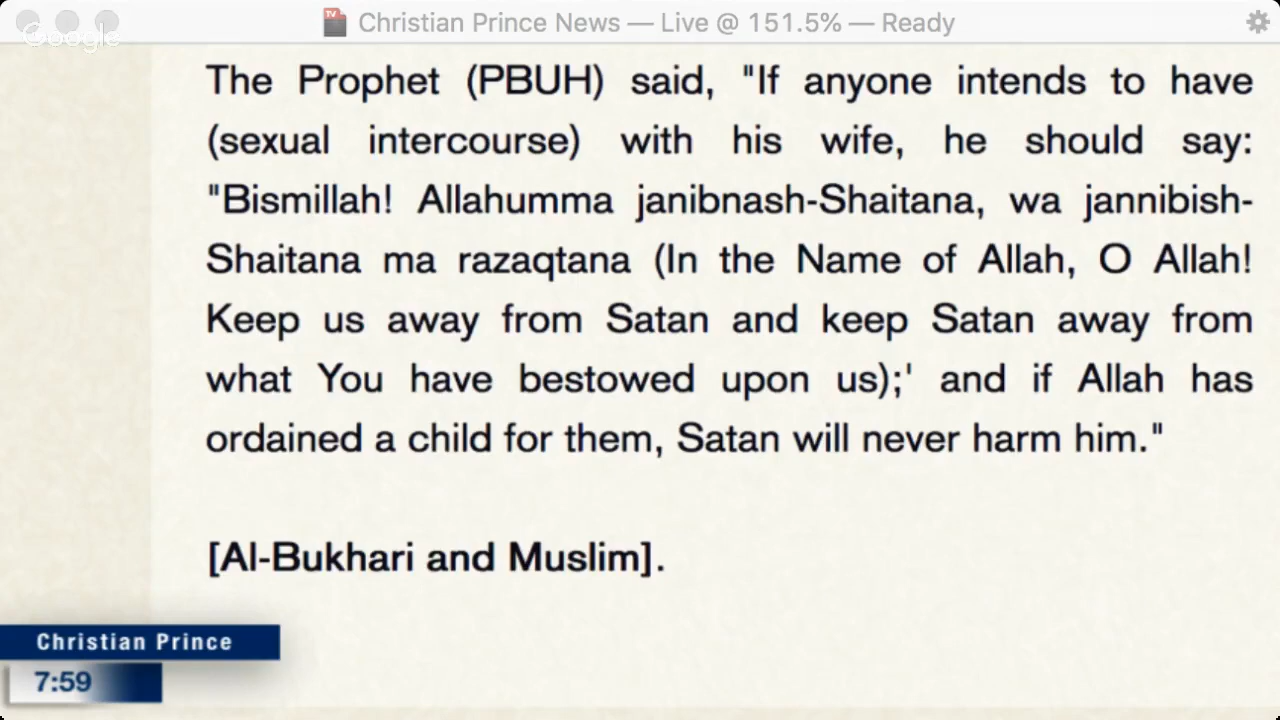 Christian Prince News — Live @ 151.5% — Ready
Google
The Prophet (PBUH) said, "If anyone intends to have
(sexual intercourse) with his wife, he should say:
"Bismillah! Allahumma janibnash-Shaitana, wa jannibish-
Shaitana ma razaqtana (In the Name of Allah, O Allah!
Keep us away from Satan and keep Satan away from
what You have bestowed upon us);' and if Allah has
ordained a child for them, Satan will never harm him."
[Al-Bukhari and Muslim].
Christian Prince
7:59